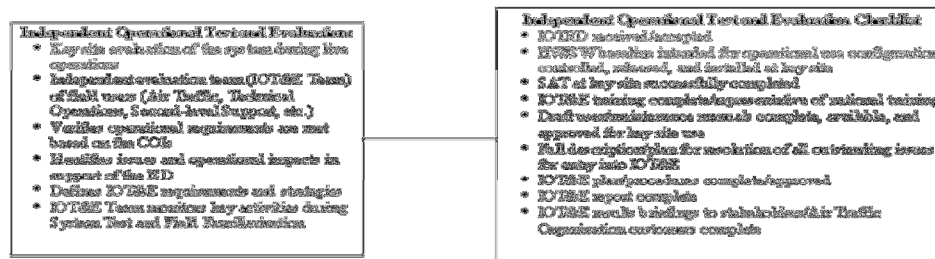 Independent Operational Test and Evaluation
* Key site evaluation of the system during live
operations
* Independent evaluation team (IOT&E Team)
of field users (Air Traffic, Technical
Operations, Second-level Support, etc.)
* Verifies operational requirements are met
based on the COIs
* Identifies issues and operational impacts in
support of the ISD
* Defines IOT&E requirements and strategies
* IOT&E Team monitors key activities during
System Test and Field Familiarization
Independent Operational Test and Evaluation Checklist
* IOTRD received/accepted
* HW/SW baseline intended for operational use configuration
controlled, released, and installed at key site
* SAT at key site successfully completed
* IOT&E training complete/representative of national training
* Draft user/maintenance manuals complete, available, and
approved for key site use
* Full description/plan for resolution of all outstanding issues
for entry into IOT&E
* IOT&E plan/procedures complete/approved
* IOT&E report complete
* IOT&E results briefings to stakeholders/Air Traffic
Organization customers complete